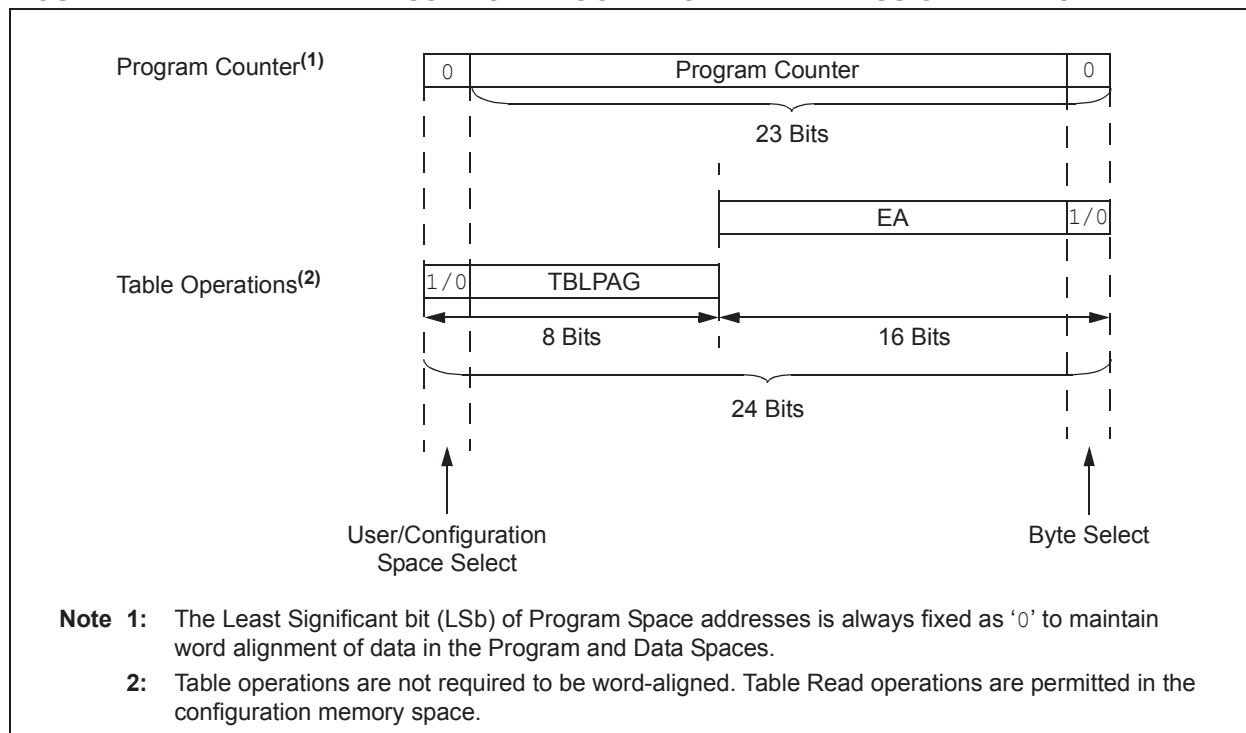 Program Counter(1)
0
Program Counter
0
23 Bits
EA
1/0
Table Operations(2)
1/0
TBLPAG
8 Bits
16 Bits
24 Bits
User/Configuration
Space Select
Byte Select
Note 1: The Least Significant bit (LSb) of Program Space addresses is always fixed as ‘0’ to maintain
word alignment of data in the Program and Data Spaces.
2: Table operations are not required to be word-aligned. Table Read operations are permitted in the
configuration memory space.